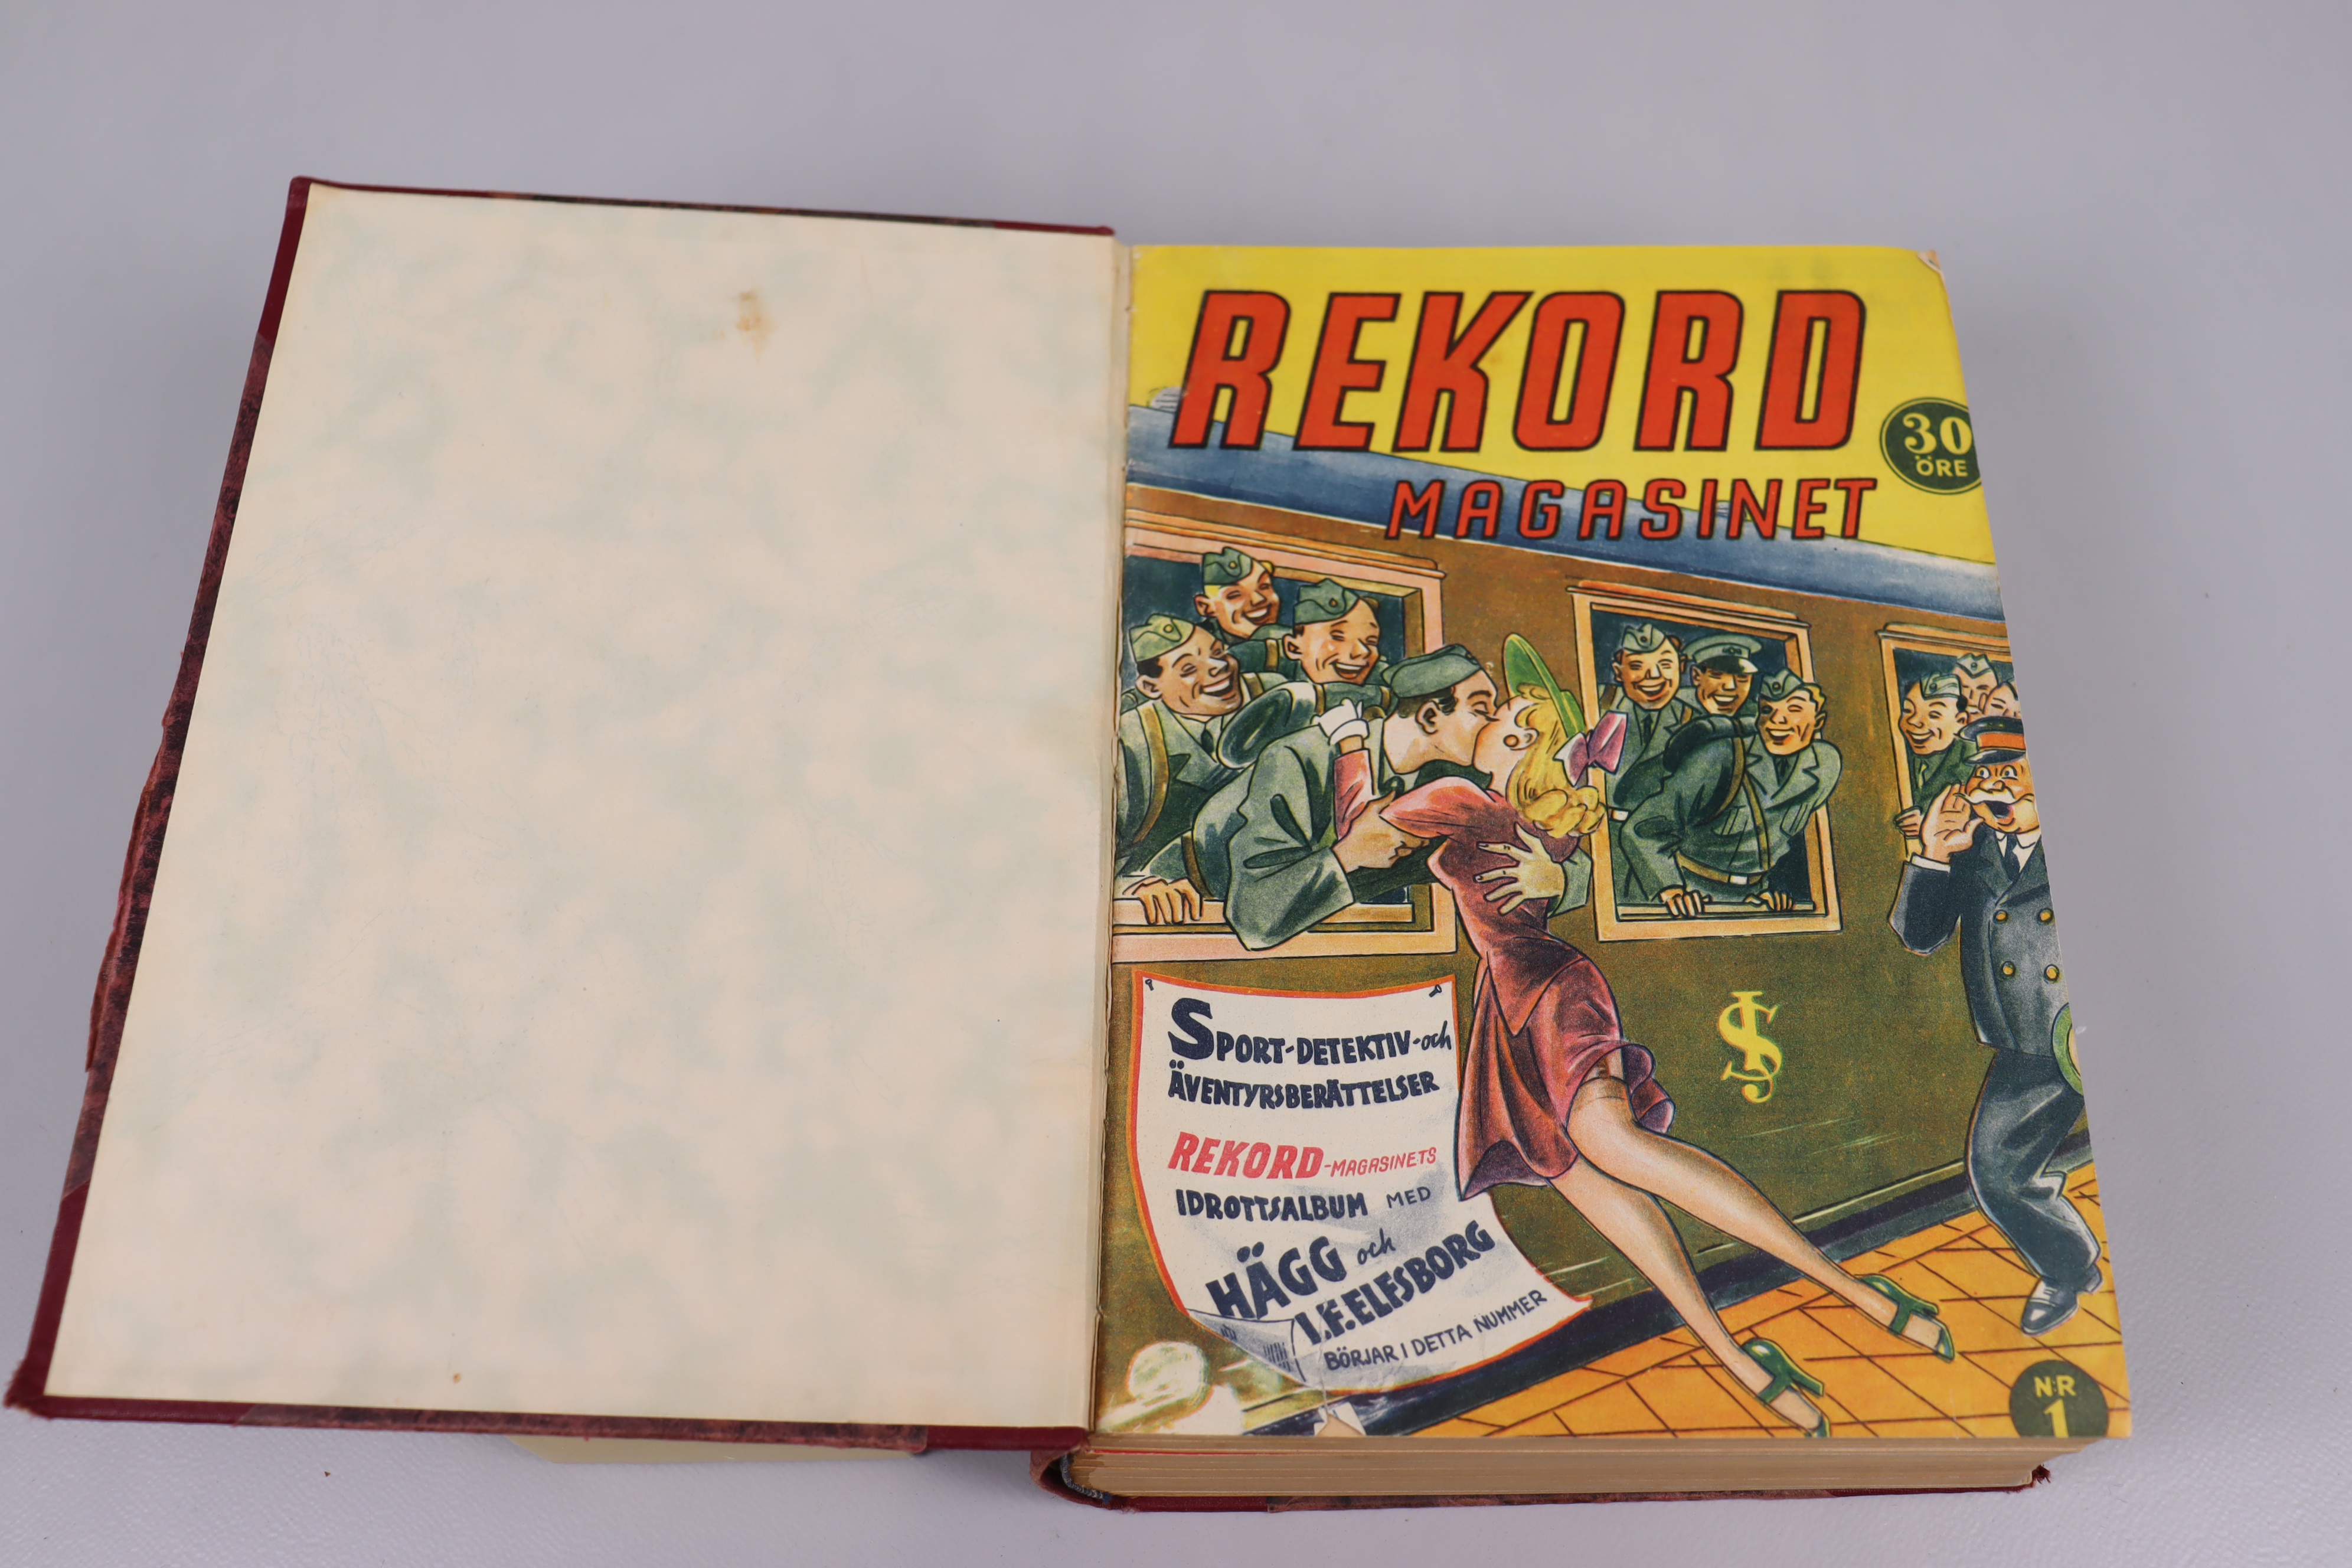 REKORD
30
ÖRE
MAGASINET
SJ
SPORT-DETEKTIV-och
ÄVENTYRSBERÄTTELSER
REKORD-MAGASINETS
IDROTTSALBUM MED
HÄGG och
I.F. ELFSBORG
BÖRJAR I DETTA NUMMER
N:R
1